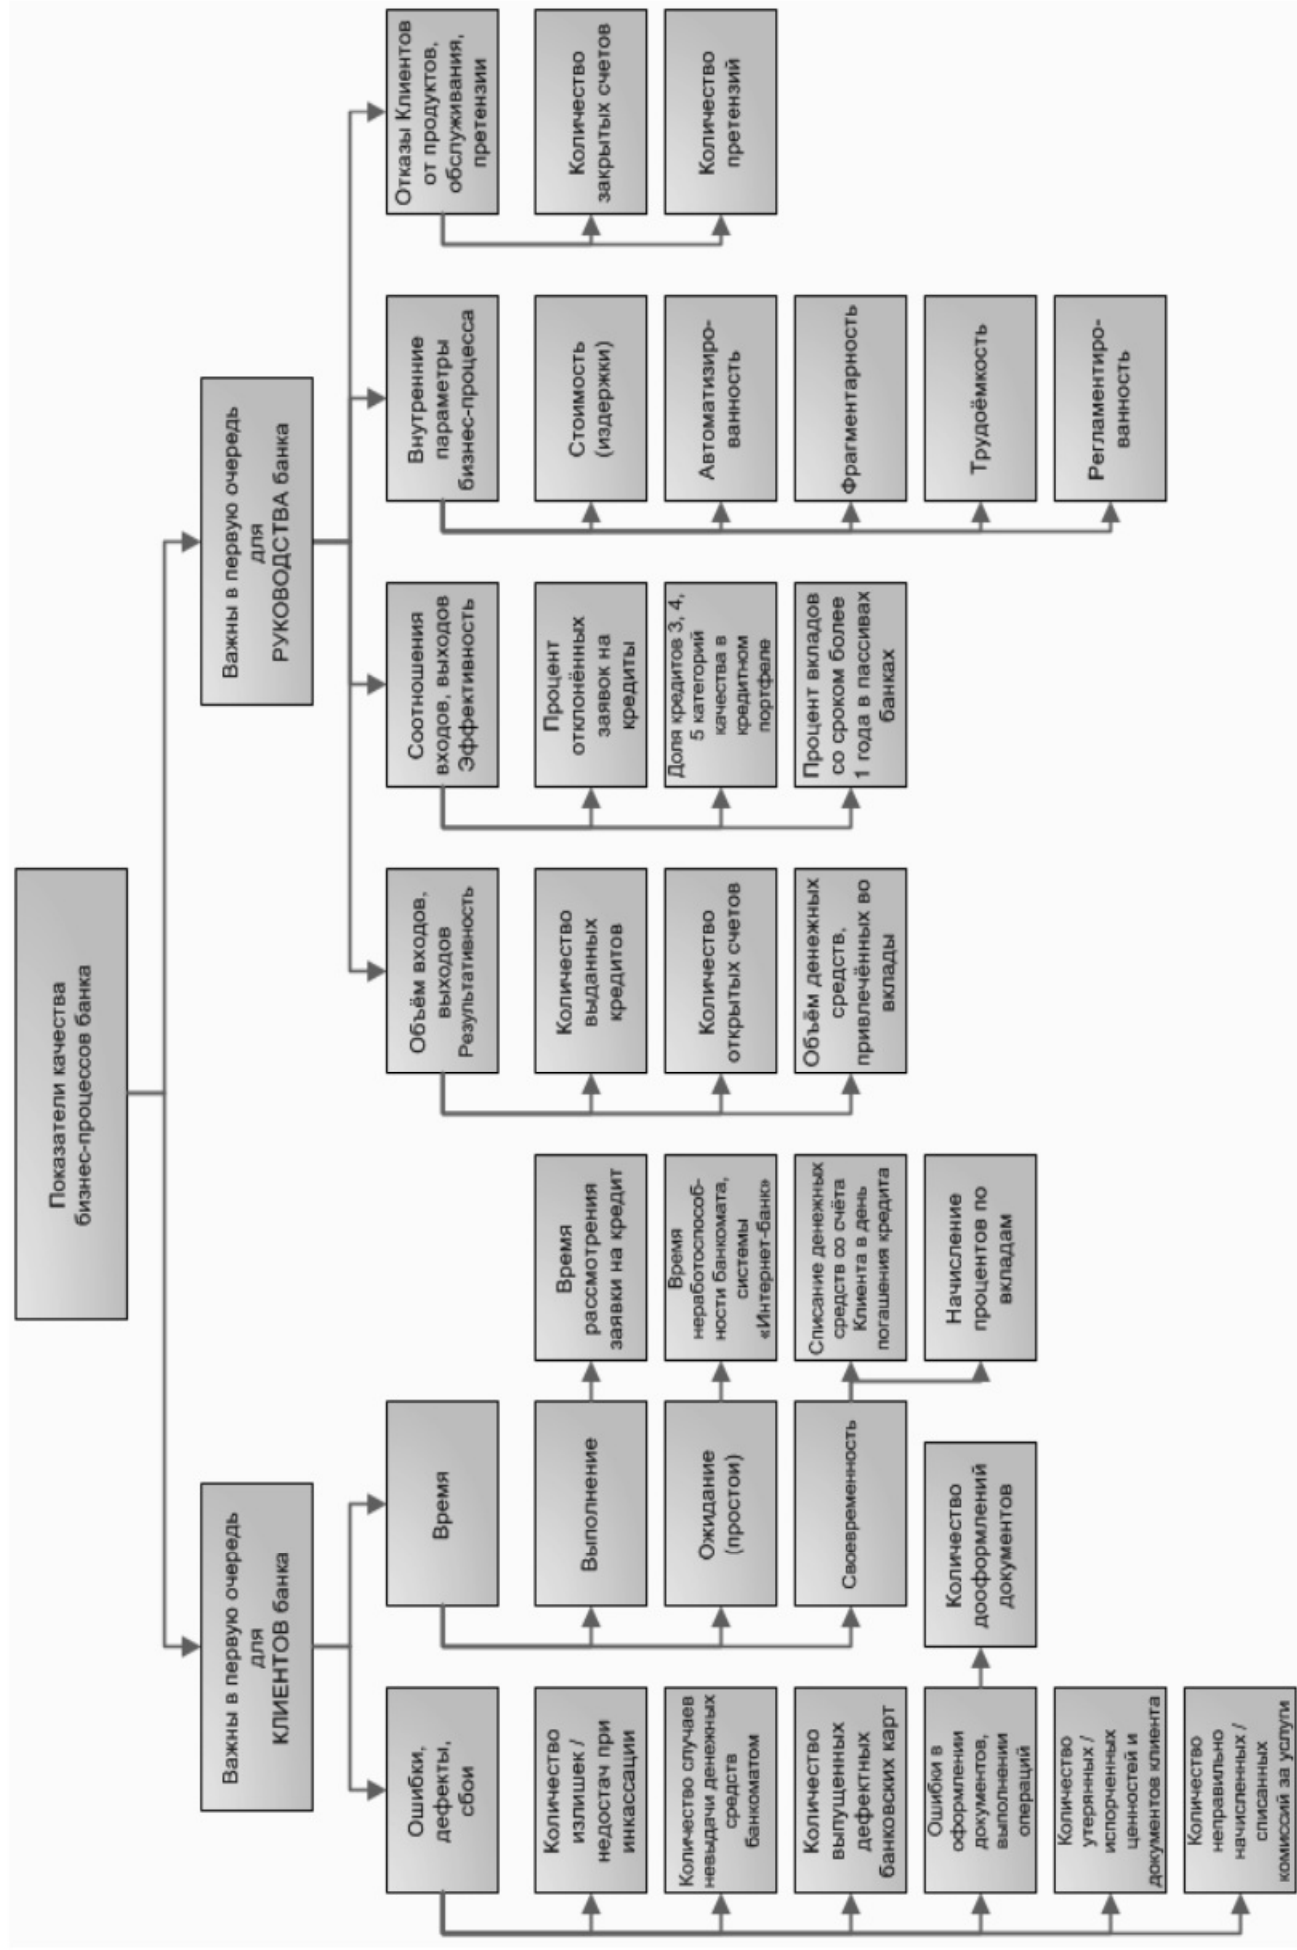 Показатели качества
бизнес-процессов банка
Важны в первую очередь
для
КЛИЕНТОВ банка
Ошибки,
дефекты,
сбои
Количество
излишек /
недостач при
инкассации
Количество случаев
невыдачи денежных
средств
банкоматом
Количество
выпущенных
дефектных
банковских карт
Ошибки в
оформлении
документов,
выполнении
операций
Количество
дооформлений
документов
Количество
утерянных /
испорченных
ценностей и
документов клиента
Количество
неправильно
начисленных /
списанных
комиссий за услуги
Время
Выполнение
Время
рассмотрения
заявки на кредит
Ожидание
(простои)
Время
неработоспособ-
ности банкомата,
системы
«Интернет-банк»
Своевременность
Списание денежных
средств со счёта
Клиента в день
погашения кредита
Начисление
процентов по
вкладам
Важны в первую очередь
для
РУКОВОДСТВА банка
Объём входов,
выходов
Результативность
Количество
выданных
кредитов
Количество
открытых счетов
Объём денежных
средств,
привлечённых во
вклады
Соотношения
входов, выходов
Эффективность
Процент
отклонённых
заявок на
кредиты
Доля кредитов 3, 4,
5 категорий
качества в
кредитном
портфеле
Процент вкладов
со сроком более
1 года в пассивах
банках
Внутренние
параметры
бизнес-процесса
Стоимость
(издержки)
Автоматизиро-
ванность
Фрагментарность
Трудоёмкость
Регламентиро-
ванность
Отказы Клиентов
от продуктов,
обслуживания,
претензии
Количество
закрытых счетов
Количество
претензий